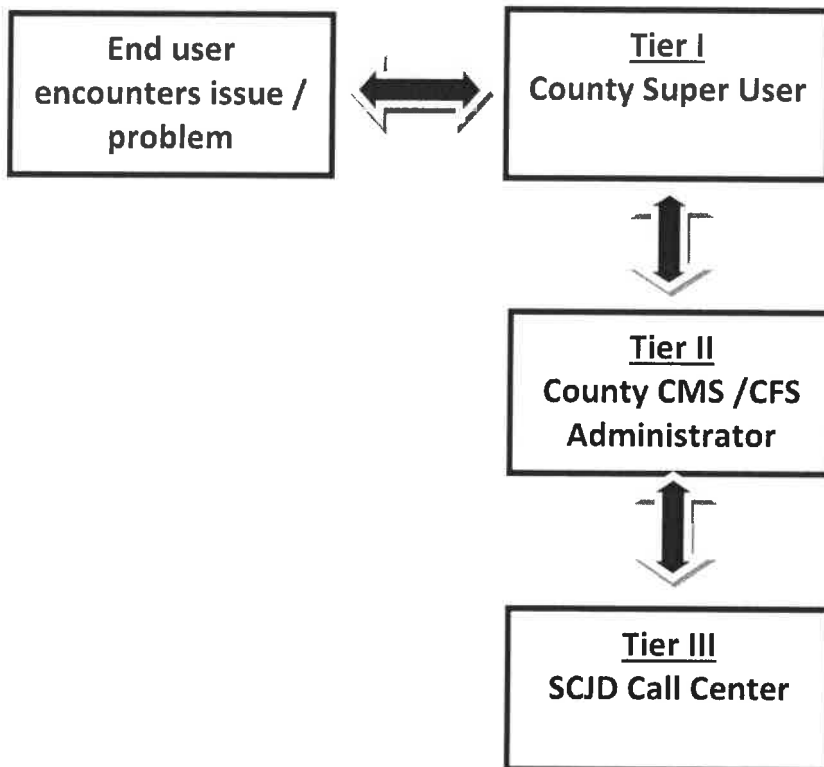 End user
encounters issue /
problem
Tier I
County Super User
Tier II
County CMS /CFS
Administrator
Tier III
SCJD Call Center